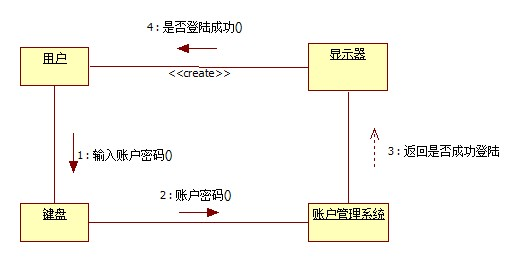 4 : 是否登陆成功()
用户
显示器
<<create>>
1 : 输入账户密码()
3 : 返回是否成功登陆
2 : 账户密码()
键盘
账户管理系统